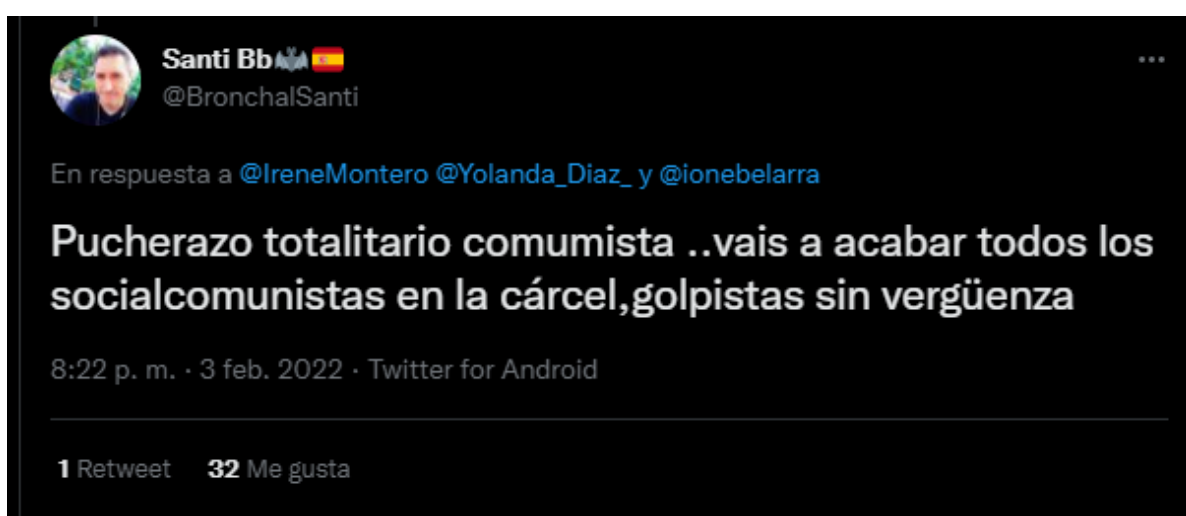 Santi Bb🦇🇪🇸
@BronchalSanti
En respuesta a @IreneMontero @Yolanda_Diaz_ y @ionebelarra
Pucherazo totalitario comumista ..vais a acabar todos los
socialcomunistas en la cárcel,golpistas sin vergüenza
8:22 p. m. · 3 feb. 2022 · Twitter for Android
1 Retweet 32 Me gusta